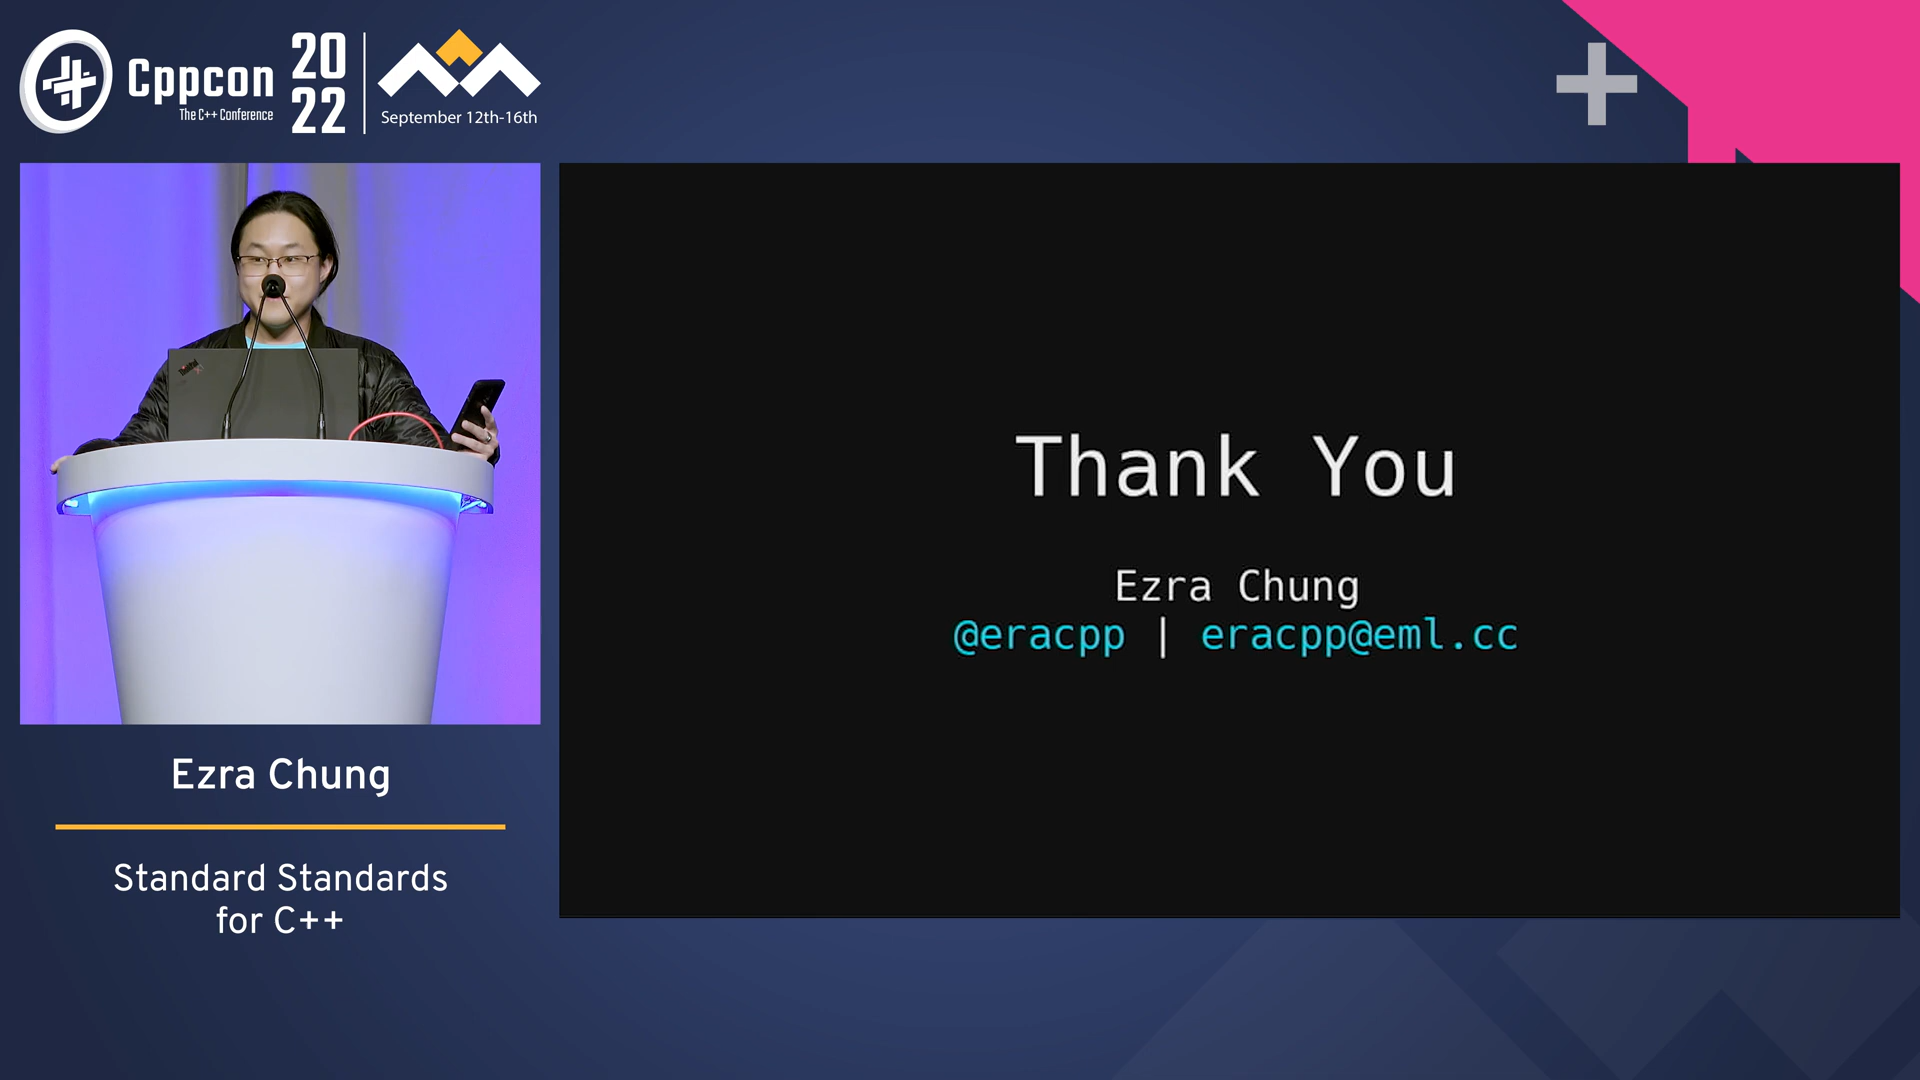 Cppcon
The C++ Conference
20
22
September 12th-16th
Thank You
Ezra Chung
@eracpp | eracpp@eml.cc
Ezra Chung
Standard Standards
for C++